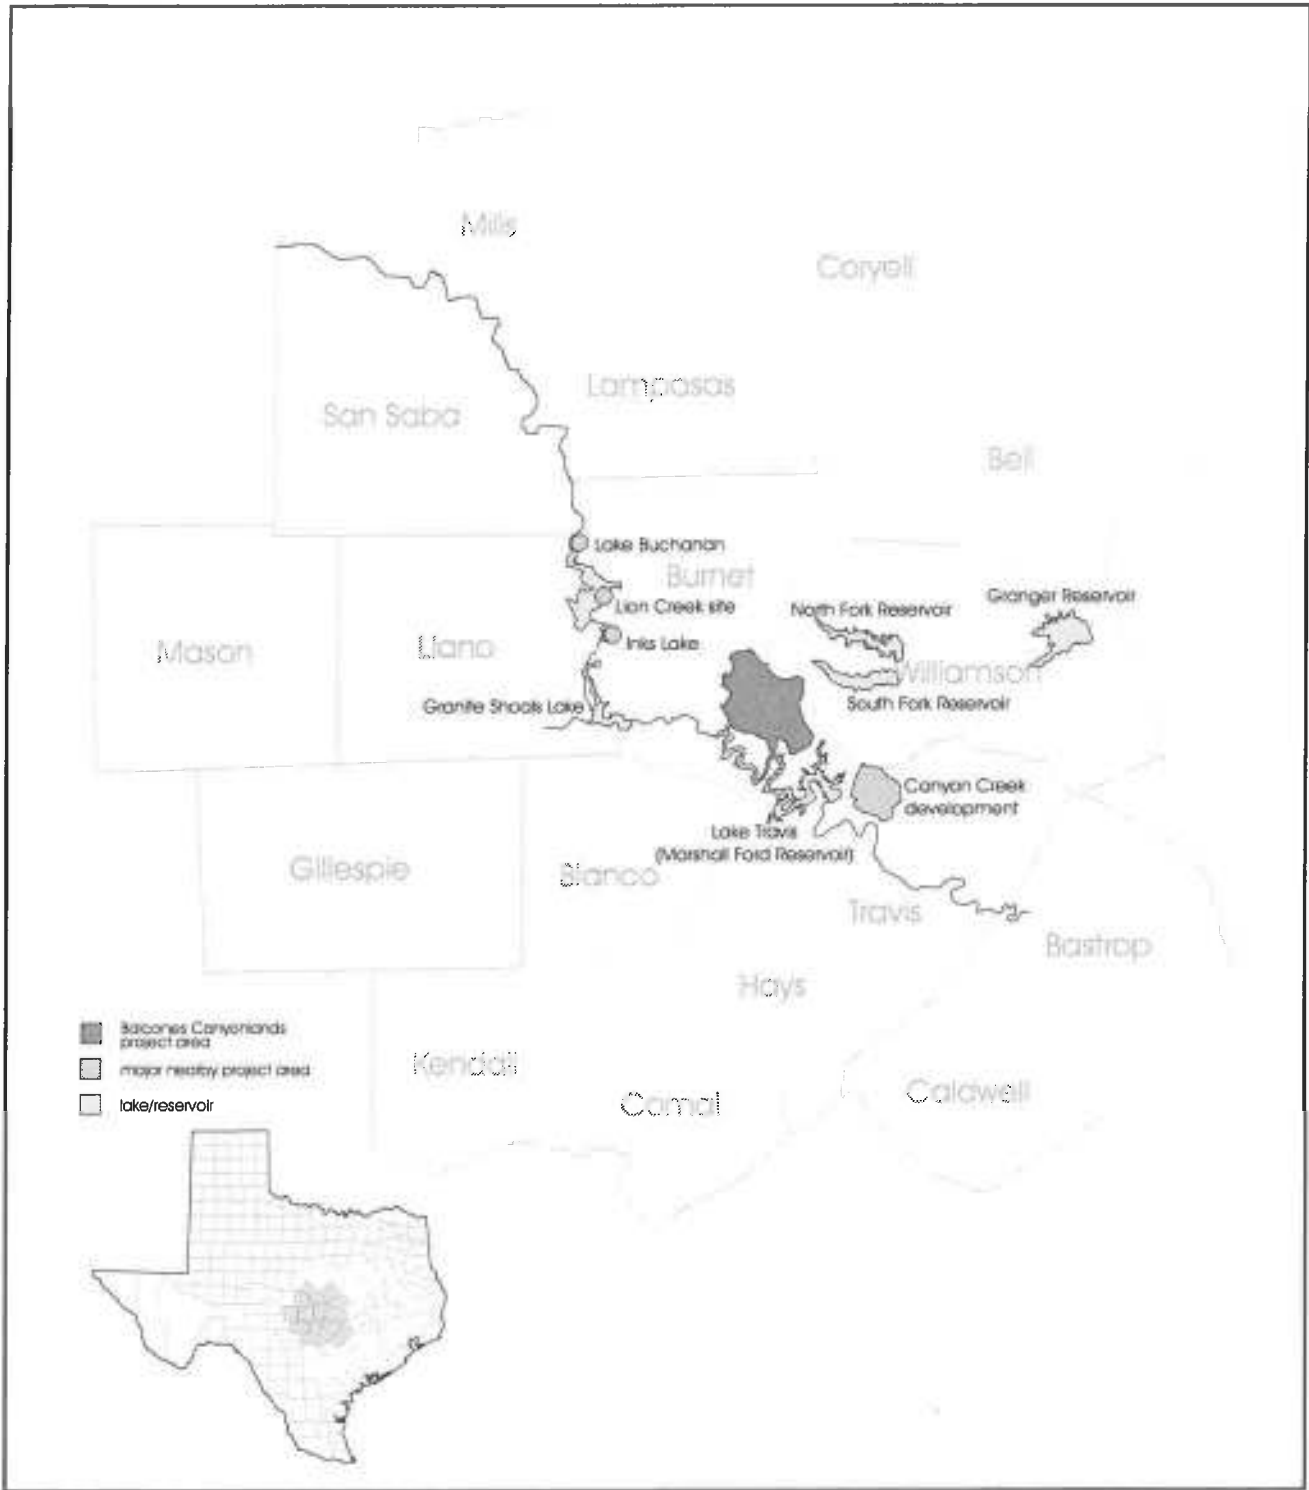 Mills
Coryell
Lampasas
San Saba
Bell
Lake Buchanan
Burnet
Lion Creek site
North Fork Reservoir
Granger Reservoir
Inks Lake
Mason
Llano
Williamson
Granite Shoals Lake
South Fork Reservoir
Canyon Creek
development
Lake Travis
(Marshall Ford Reservoir)
Gillespie
Blanco
Travis
Bastrop
Hays
Balcones Canyonlands
project area
major nearby project area
lake/reservoir
Kendall
Comal
Caldwell